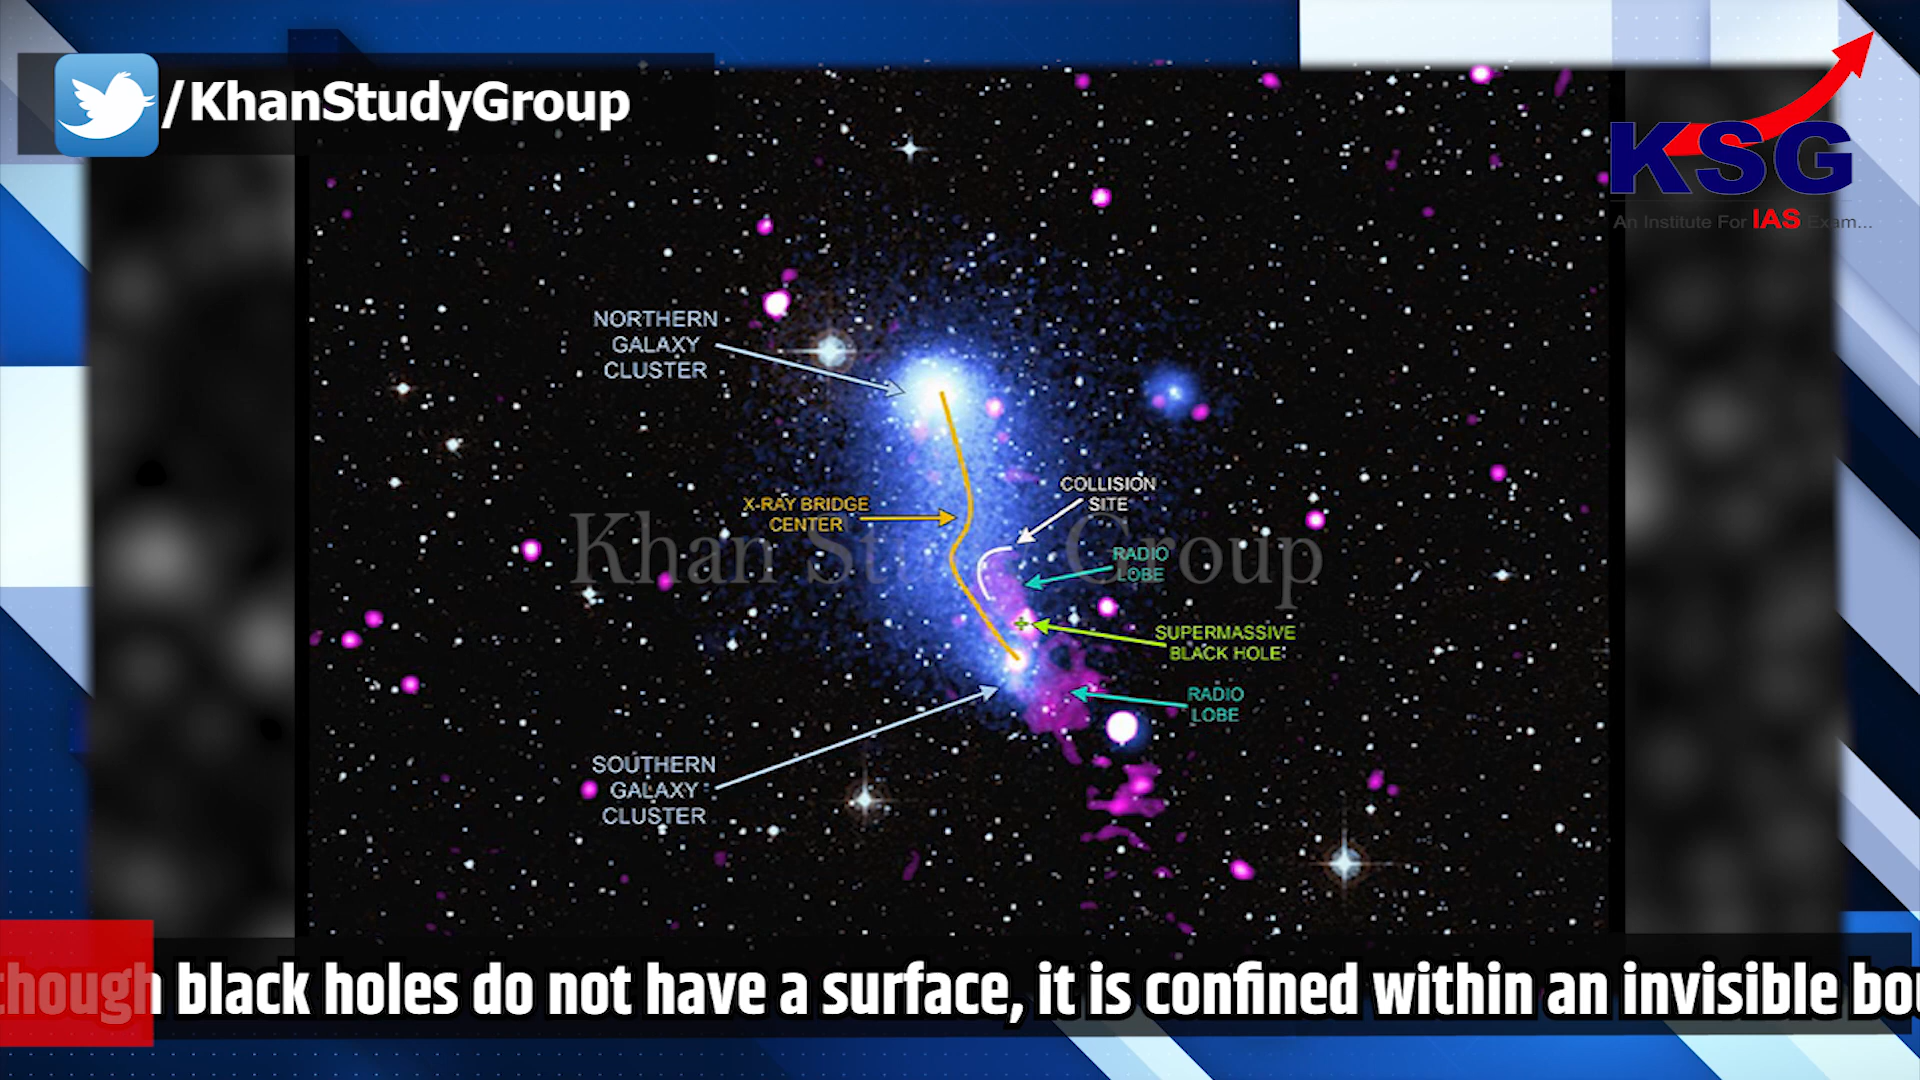 /KhanStudyGroup
KSG
An Institute For IAS Exam...
NORTHERN
GALAXY
CLUSTER
X-RAY BRIDGE
CENTER
COLLISION
SITE
RADIO
LOBE
Khan Study Group
SUPERMASSIVE
BLACK HOLE
RADIO
LOBE
SOUTHERN
GALAXY
CLUSTER
though black holes do not have a surface, it is confined within an invisible bou